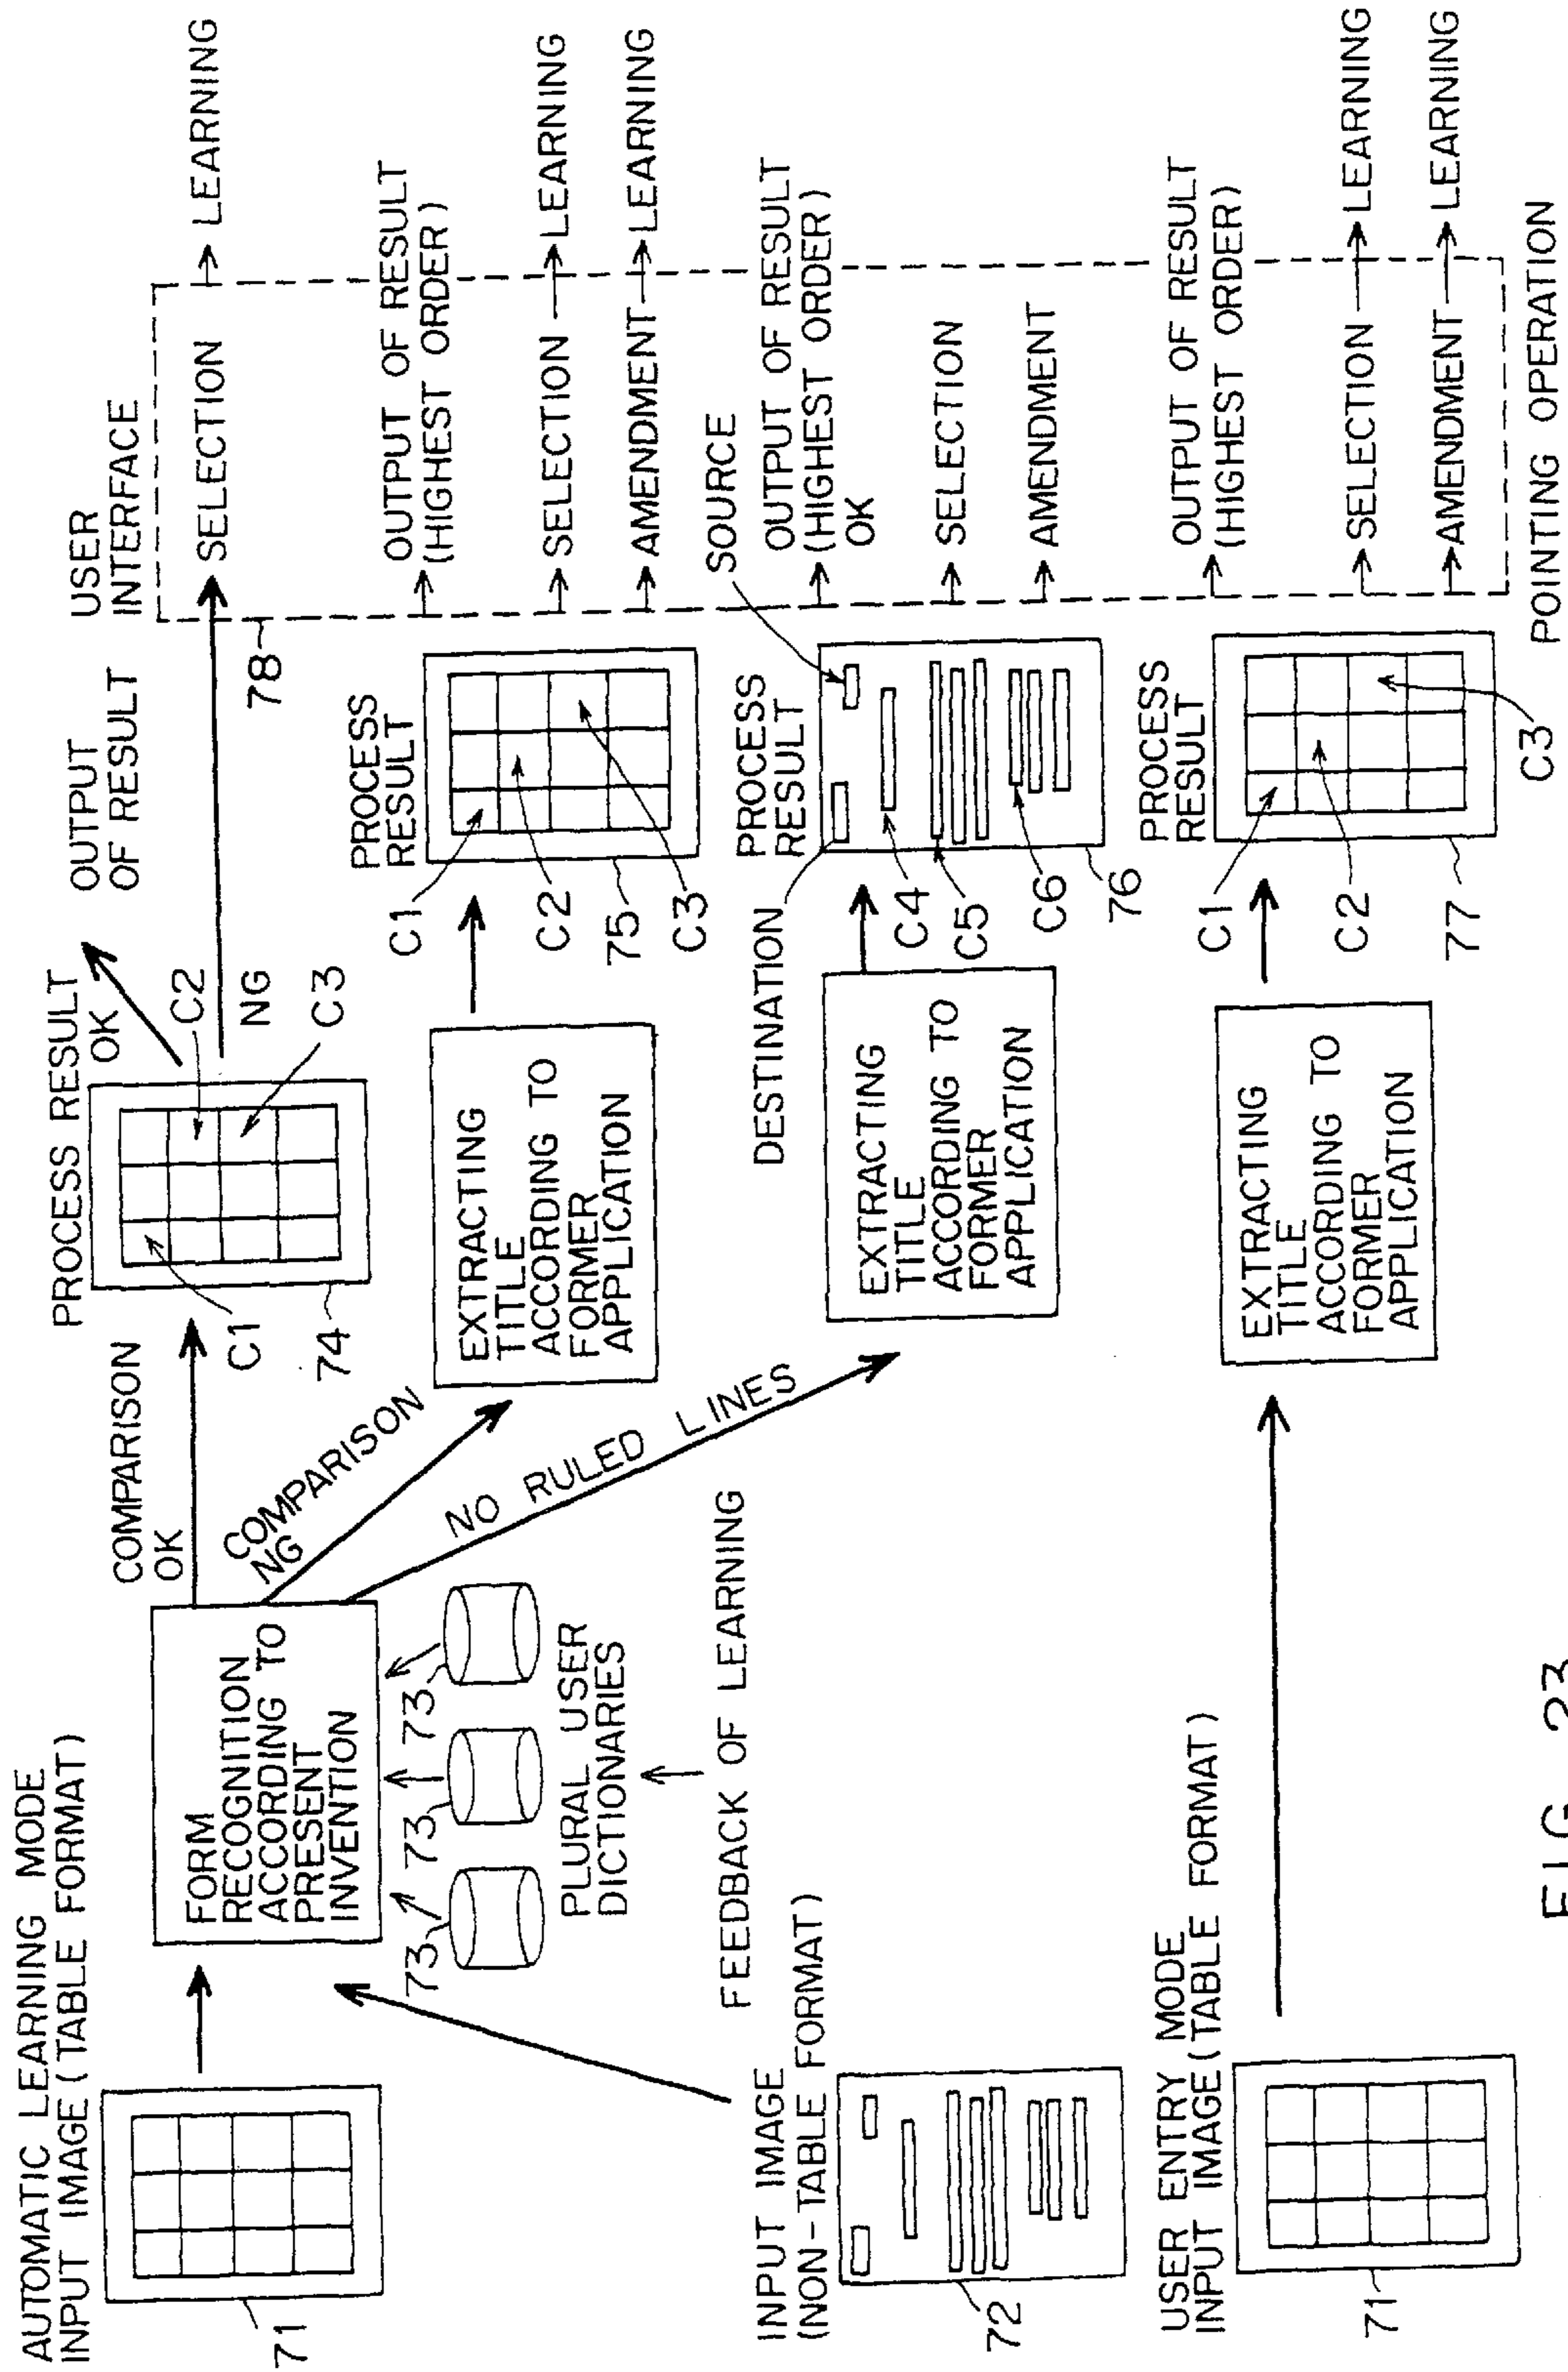 AUTOMATIC LEARNING MODE
INPUT IMAGE (TABLE FORMAT)
71
FORM
RECOGNITION
ACCORDING TO
PRESENT
INVENTION
73
73
73
PLURAL USER
DICTIONARIES
FEEDBACK OF LEARNING
COMPARISON
OK
COMPARISON
NG
NO RULED LINES
PROCESS RESULT
OK
C1
C2
NG
C3
74
OUTPUT
OF RESULT
USER
INTERFACE
78
SELECTION
LEARNING
EXTRACTING
TITLE
ACCORDING TO
FORMER
APPLICATION
PROCESS
RESULT
C1
C2
75
C3
OUTPUT OF RESULT
(HIGHEST ORDER)
SELECTION
LEARNING
AMENDMENT
LEARNING
INPUT IMAGE
(NON-TABLE FORMAT)
72
EXTRACTING
TITLE
ACCORDING TO
FORMER
APPLICATION
DESTINATION
PROCESS
RESULT
SOURCE
C4
C5
C6
76
OUTPUT OF RESULT
(HIGHEST ORDER)
OK
SELECTION
AMENDMENT
USER ENTRY MODE
INPUT IMAGE (TABLE FORMAT)
71
EXTRACTING
TITLE
ACCORDING TO
FORMER
APPLICATION
PROCESS
RESULT
C1
C2
77
C3
OUTPUT OF RESULT
(HIGHEST ORDER)
SELECTION
LEARNING
AMENDMENT
LEARNING
POINTING OPERATION
FIG. 23